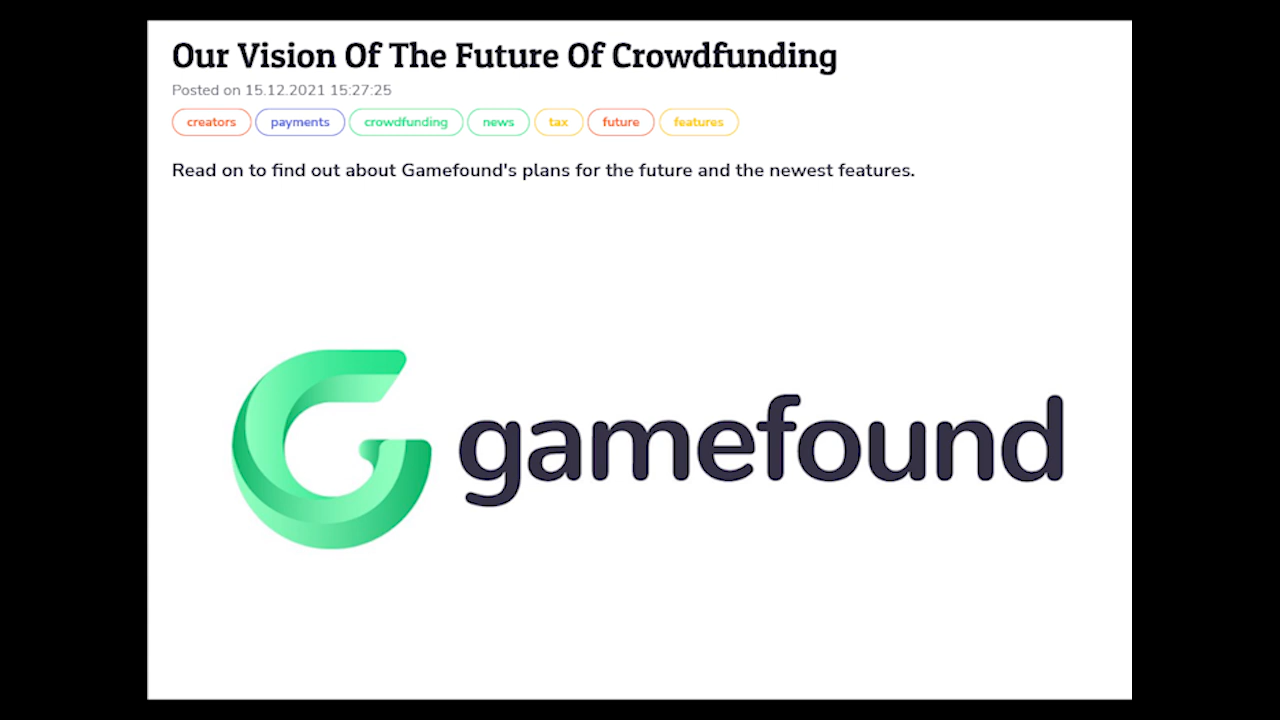 Our Vision Of The Future Of Crowdfunding
Posted on 15.12.2021 15:27:25
creators payments crowdfunding news tax future features
Read on to find out about Gamefound's plans for the future and the newest features.
gamefound